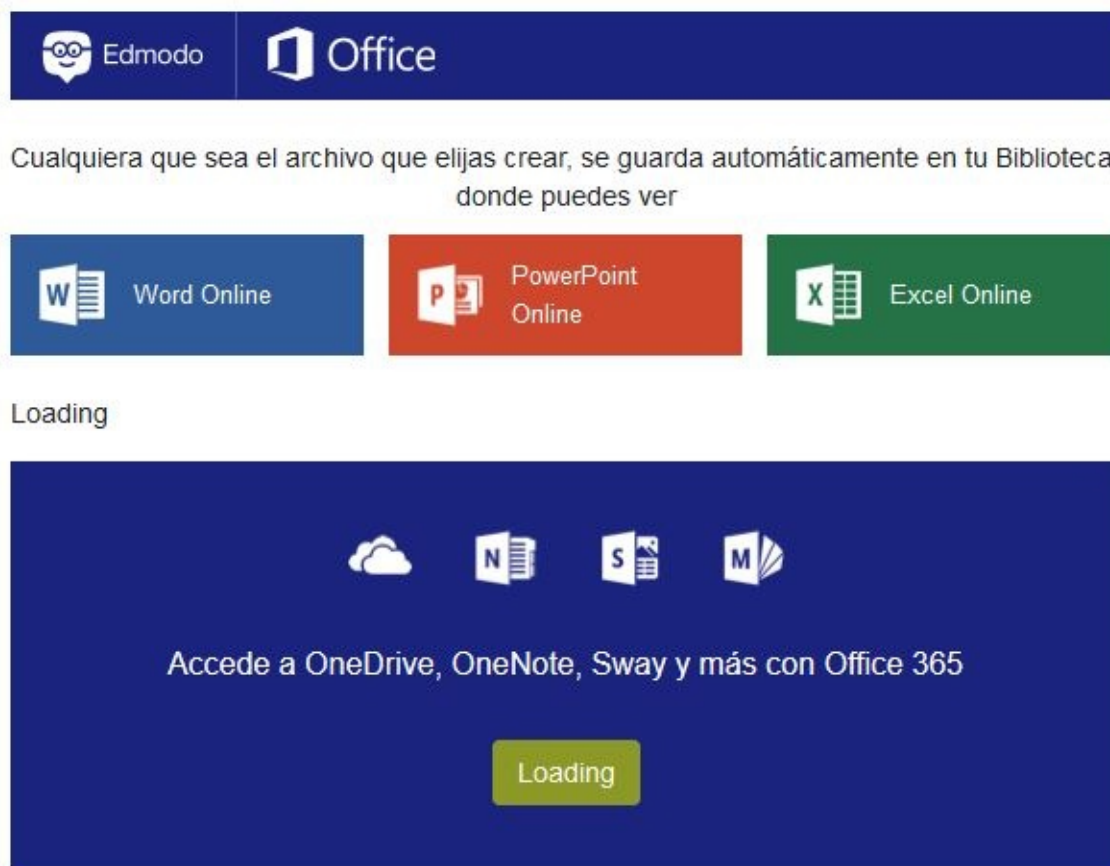 Edmodo
Office
Cualquiera que sea el archivo que elijas crear, se guarda automáticamente en tu Biblioteca
donde puedes ver
W
Word Online
P
PowerPoint
Online
X
Excel Online
Loading
N
S
M
Accede a OneDrive, OneNote, Sway y más con Office 365
Loading